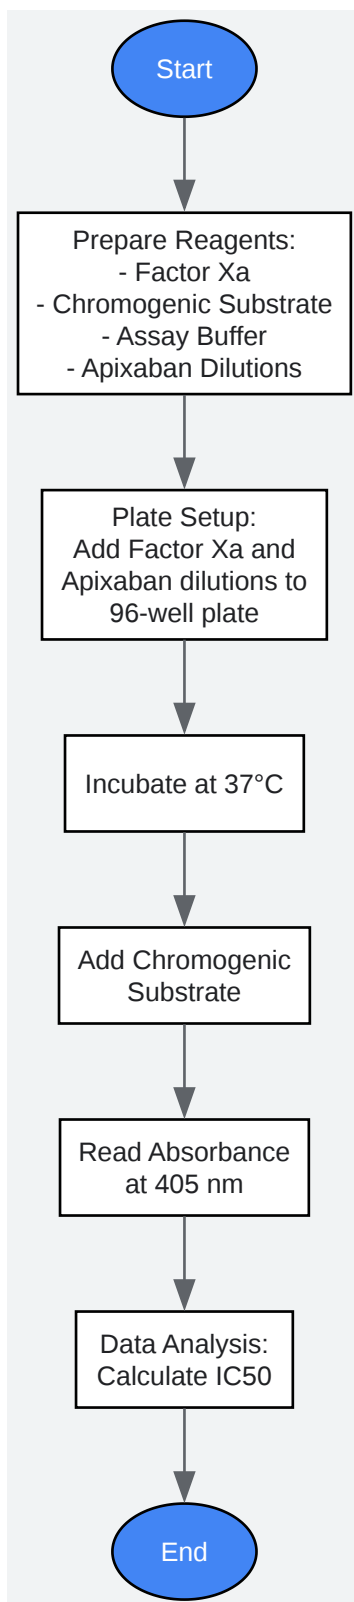 Start
Prepare Reagents:
- Factor Xa
- Chromogenic Substrate
- Assay Buffer
- Apixaban Dilutions
Plate Setup:
Add Factor Xa and
Apixaban dilutions to
96-well plate
Incubate at 37°C
Add Chromogenic
Substrate
Read Absorbance
at 405 nm
Data Analysis:
Calculate IC50
End